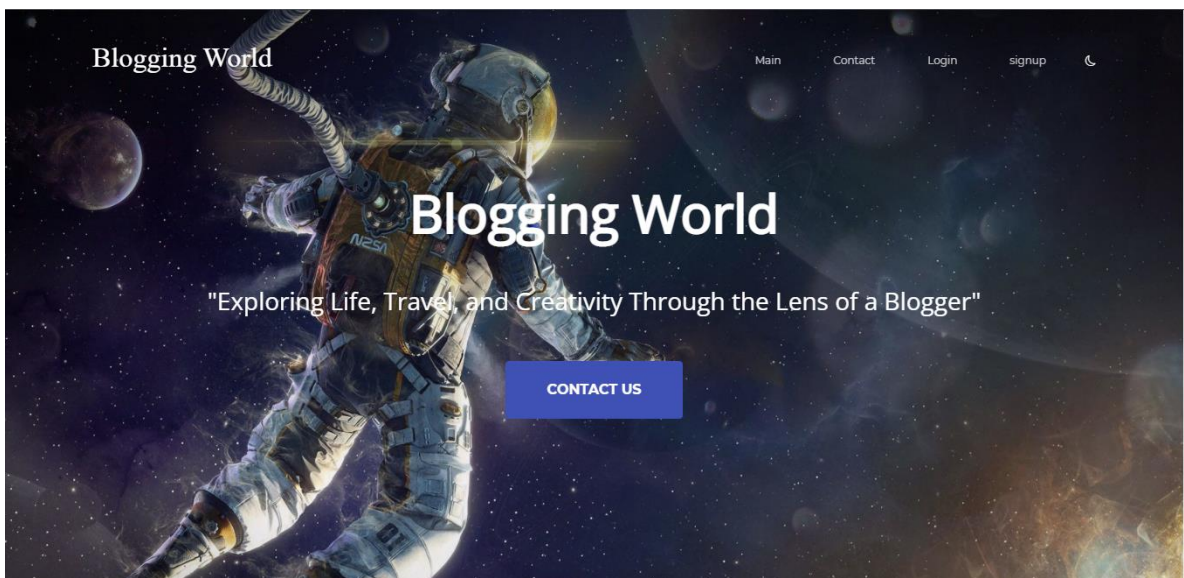 Blogging World
Main Contact Login signup
Blogging World
"Exploring Life, Travel, and Creativity Through the Lens of a Blogger"
CONTACT US